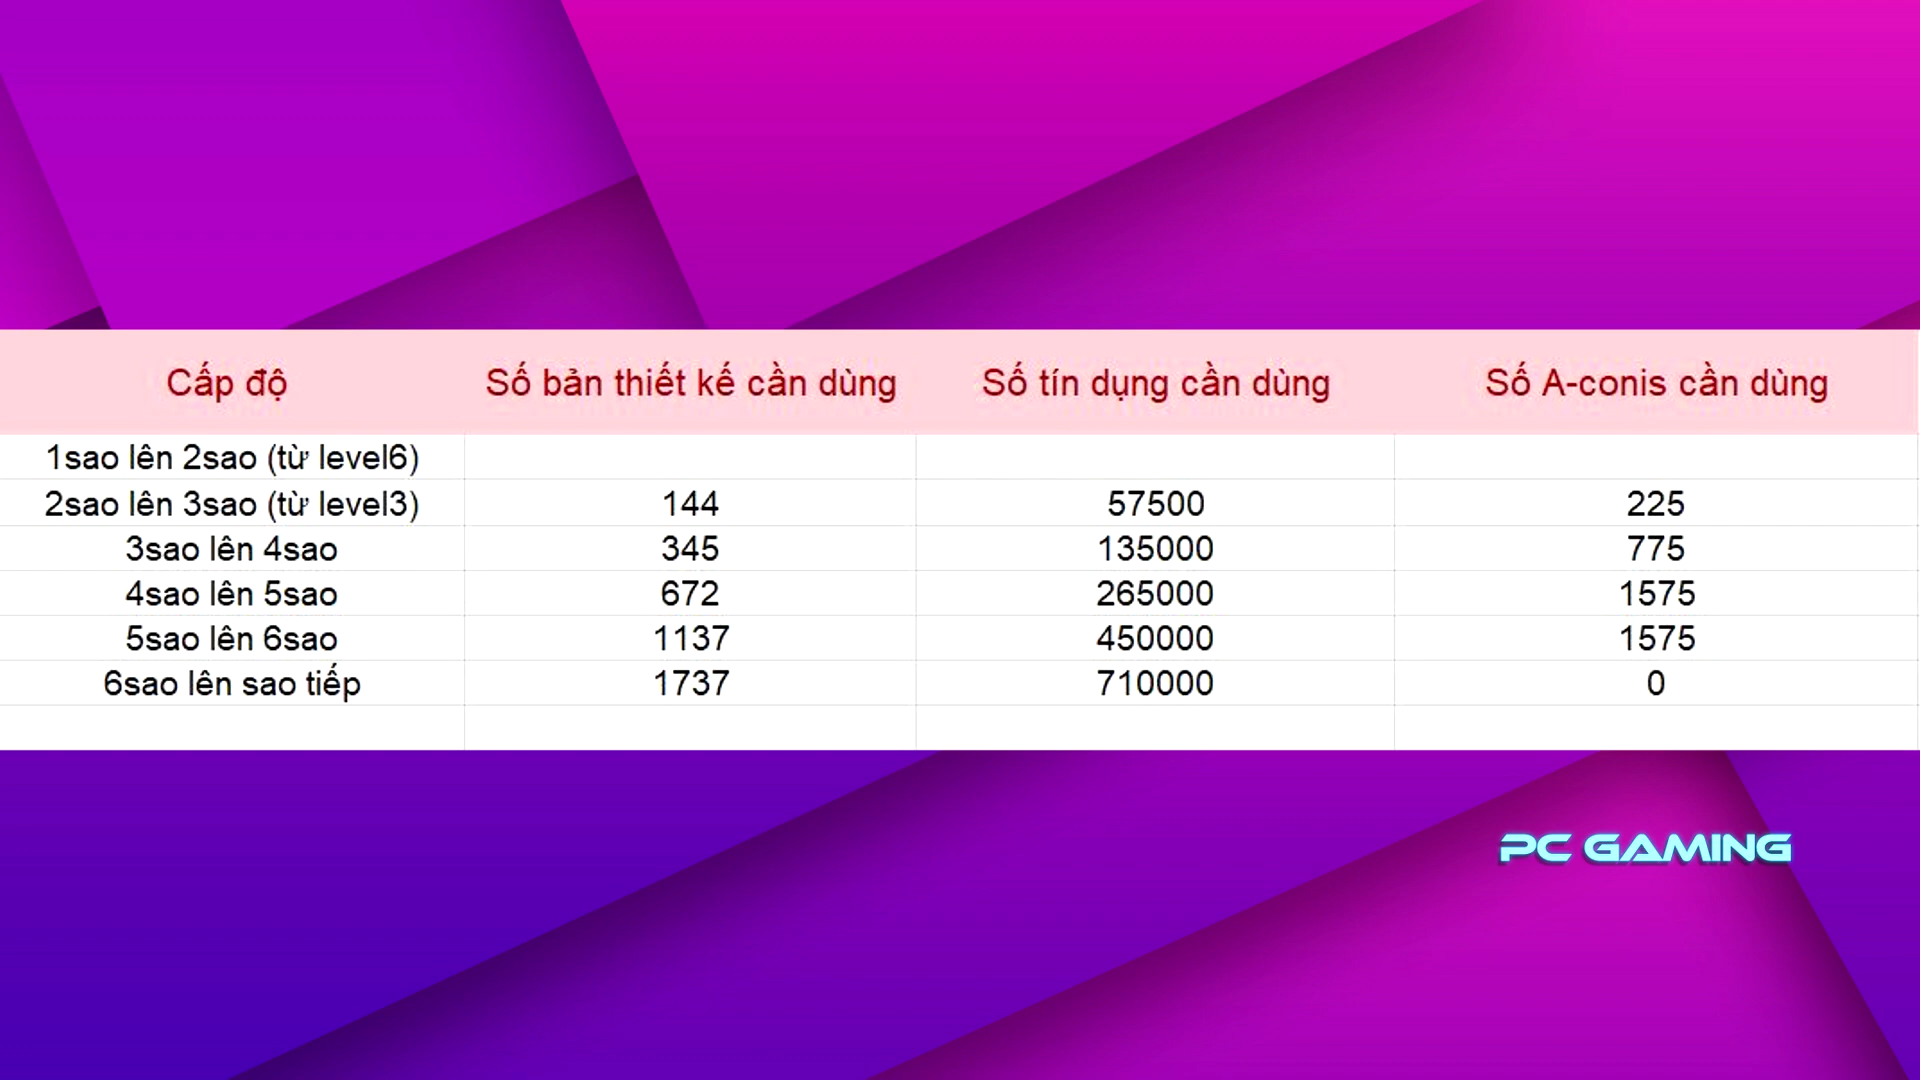 Cấp độ Số bản thiết kế cần dùng Số tín dụng cần dùng Số A-conis cần dùng
1sao lên 2sao (từ level6)
2sao lên 3sao (từ level3) 144 57500 225
3sao lên 4sao 345 135000 775
4sao lên 5sao 672 265000 1575
5sao lên 6sao 1137 450000 1575
6sao lên sao tiếp 1737 710000 0
PC GAMING